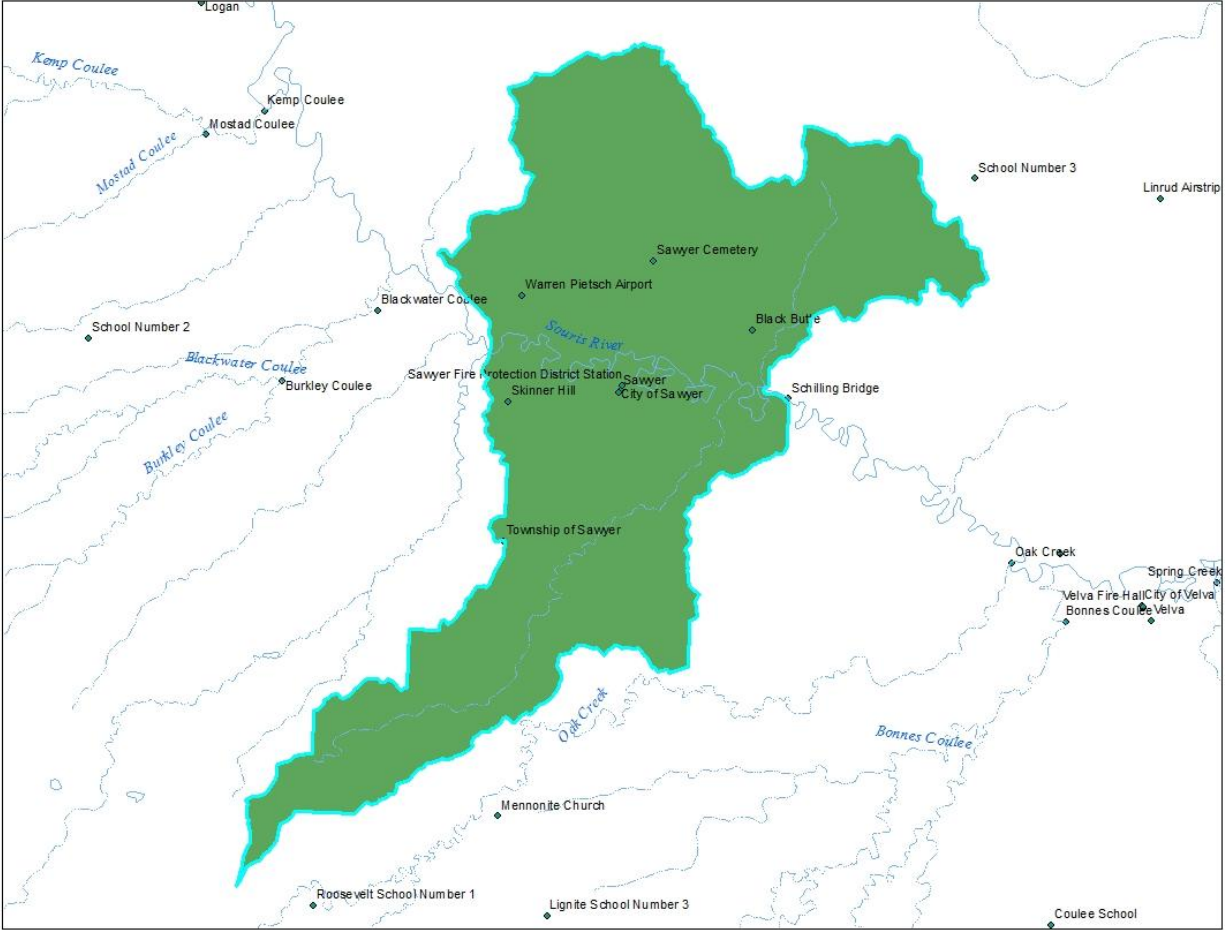 Logan
Kemp Coulee
Kemp Coulee
Mostad Coulee
Mostad Coulee
School Number 3
Linrud Airstrip
Sawyer Cemetery
Warren Pietsch Airport
Blackwater Coulee
Black Butte
School Number 2
Souris River
Blackwater Coulee
Sawyer Fire Protection District Station
Sawyer
Burkley Coulee
Skinner Hill
City of Sawyer
Schilling Bridge
Burkley Coulee
Township of Sawyer
Oak Creek
Spring Creek
Velva Fire Hall
City of Velva
Bonnes Coulee
Velva
Oak Creek
Bonnes Coulee
Mennonite Church
Roosevelt School Number 1
Lignite School Number 3
Coulee School